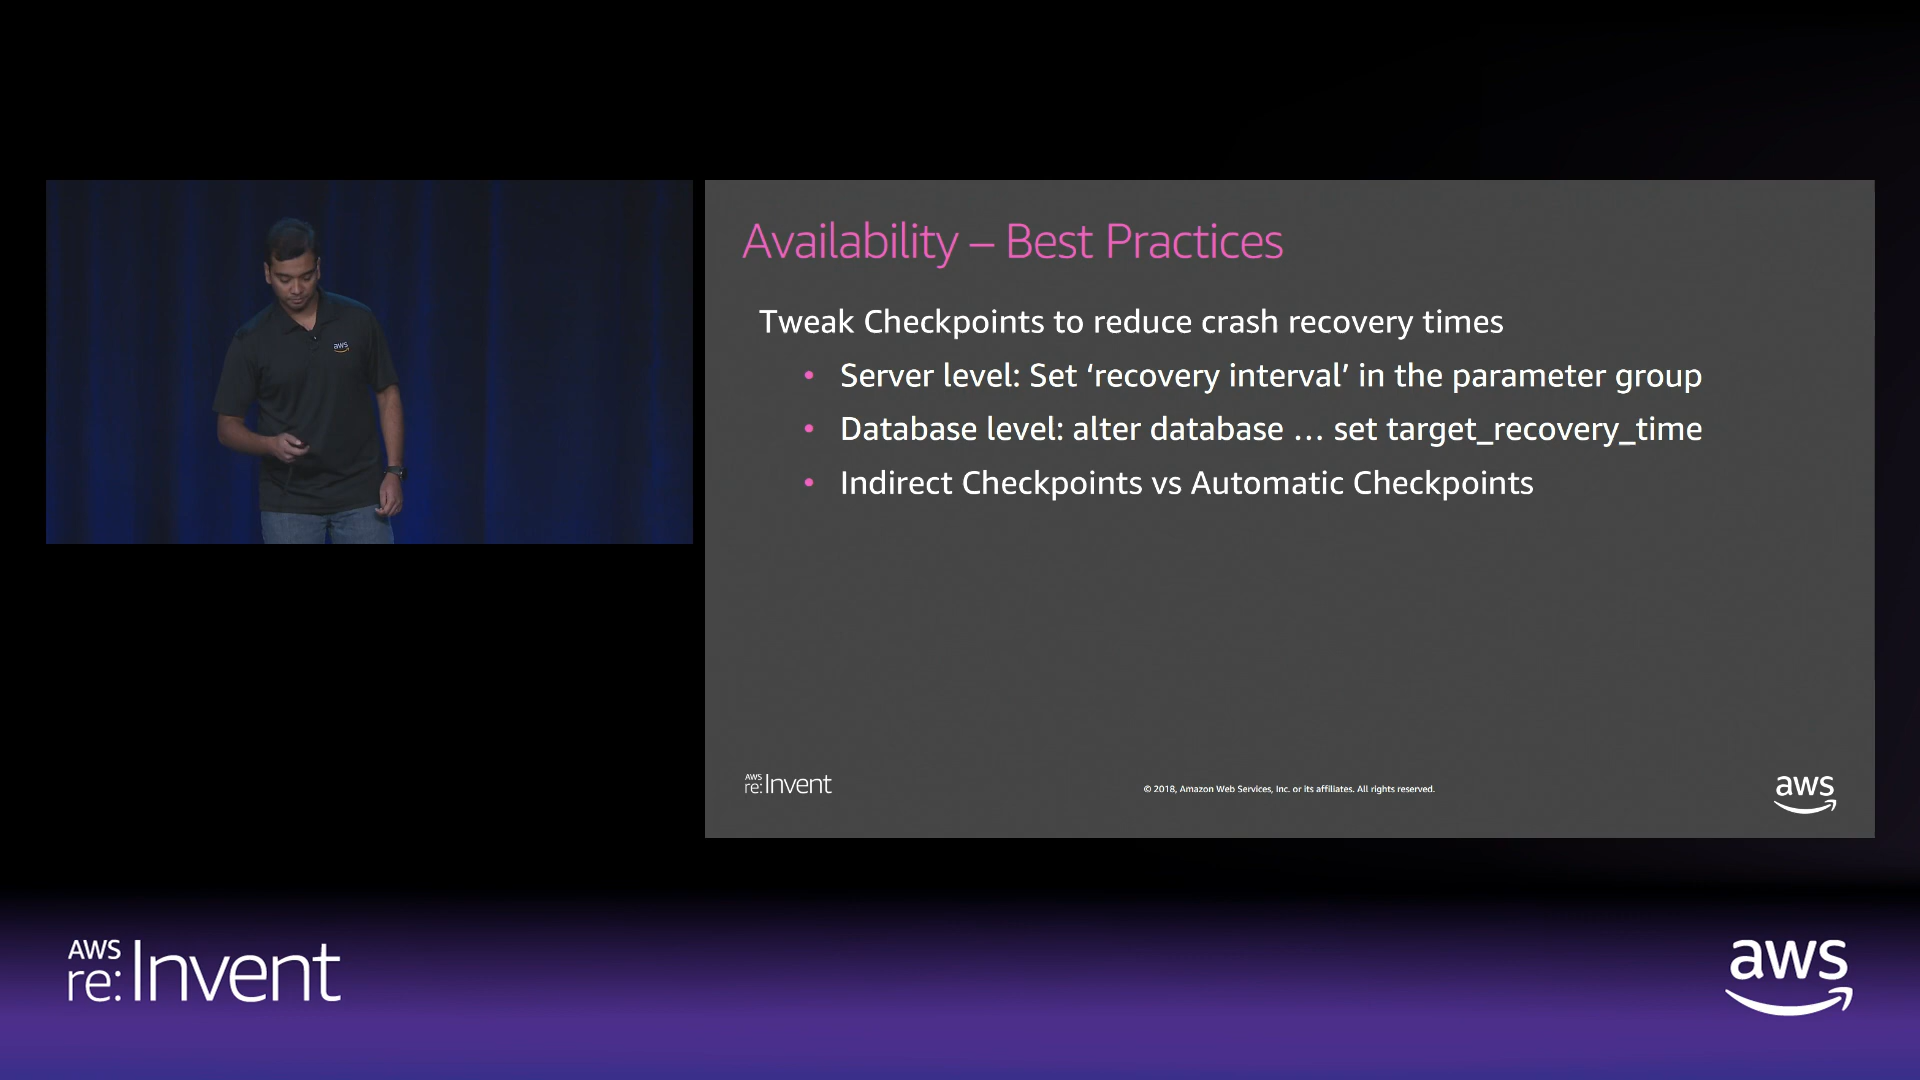 aws
Availability – Best Practices
Tweak Checkpoints to reduce crash recovery times
• Server level: Set ‘recovery interval’ in the parameter group
• Database level: alter database … set target_recovery_time
• Indirect Checkpoints vs Automatic Checkpoints
AWS
re:Invent
© 2018, Amazon Web Services, Inc. or its affiliates. All rights reserved.
aws
AWS
re:Invent
aws